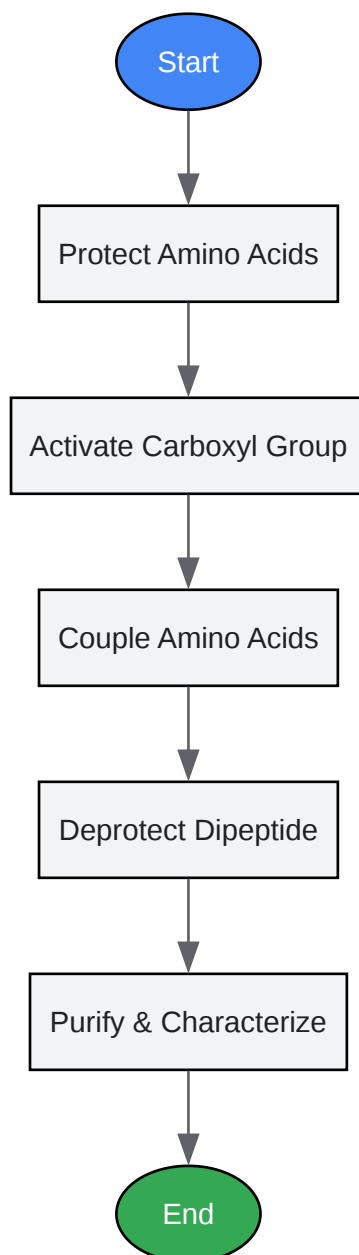 Start
Protect Amino Acids
Activate Carboxyl Group
Couple Amino Acids
Deprotect Dipeptide
Purify & Characterize
End